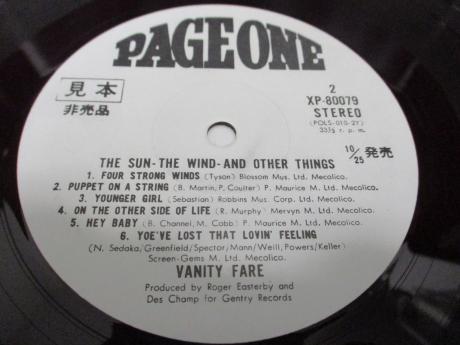 PAGE ONE
見本
非売品
2
XP-80079
STEREO
(POLS-010-2Y)
33⅓ r. p. m.
THE SUN-THE WIND-AND OTHER THINGS
10/25 発売
1. FOUR STRONG WINDS (Tyson) Blossom Mus. Ltd. Mecolico.
2. PUPPET ON A STRING (B. Martin, P. Coulter) P. Maurice M. Ltd. Mecolico.
3. YOUNGER GIRL (Sebastian) Robbins Mus. Corp. Ltd. Mecolico.
4. ON THE OTHER SIDE OF LIFE (R. Murphy) Mervyn M. Ltd. Mecolico.
5. HEY BABY (B. Channel, M. Cobb) P. Maurice M. Ltd. Mecolico.
6. YOE'VE LOST THAT LOVIN' FEELING
(N. Sedaka/Greenfield/Spector/Mann/Weill, Powers/Keller)
Screen-Gems M. Ltd. Mecolico.
VANITY FARE
Produced by Roger Easterby and
Des Champ for Gentry Records